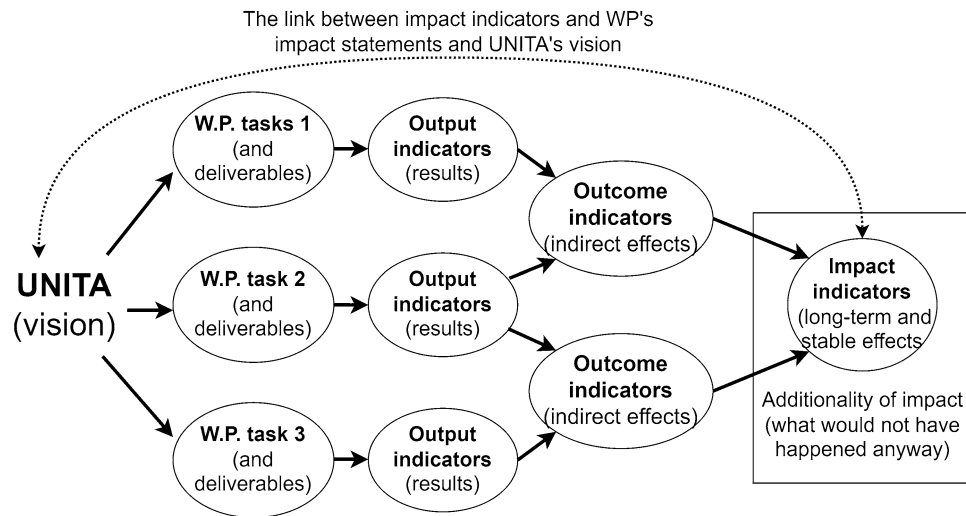 The link between impact indicators and WP's
impact statements and UNITA's vision
UNITA
(vision)
W.P. tasks 1
(and
deliverables)
Output
indicators
(results)
W.P. task 2
(and
deliverables)
Output
indicators
(results)
W.P. task 3
(and
deliverables)
Output
indicators
(results)
Outcome
indicators
(indirect effects)
Outcome
indicators
(indirect effects)
Impact
indicators
(long-term and
stable effects
Additionality of impact
(what would not have
happened anyway)